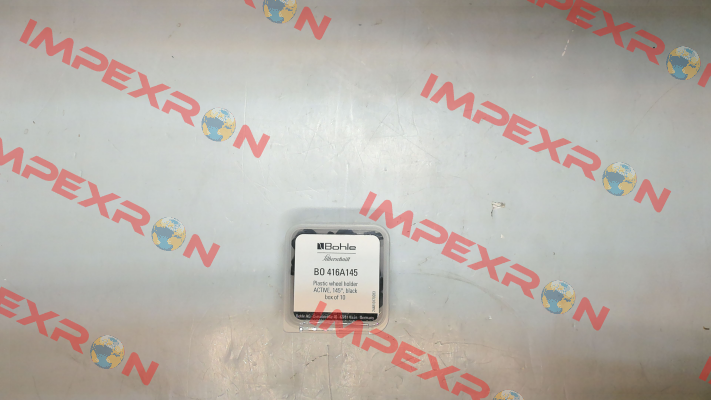 IMPEXRON
IMPEXRON
IMPEXRON
IMPEXRON
IMPEXRON
Bohle
Silberschnitt
BO 416A145
Plastic wheel holder
ACTIVE, 145°, black
box of 10
IMPEXRON
IMPEXRON
IMPEXRON